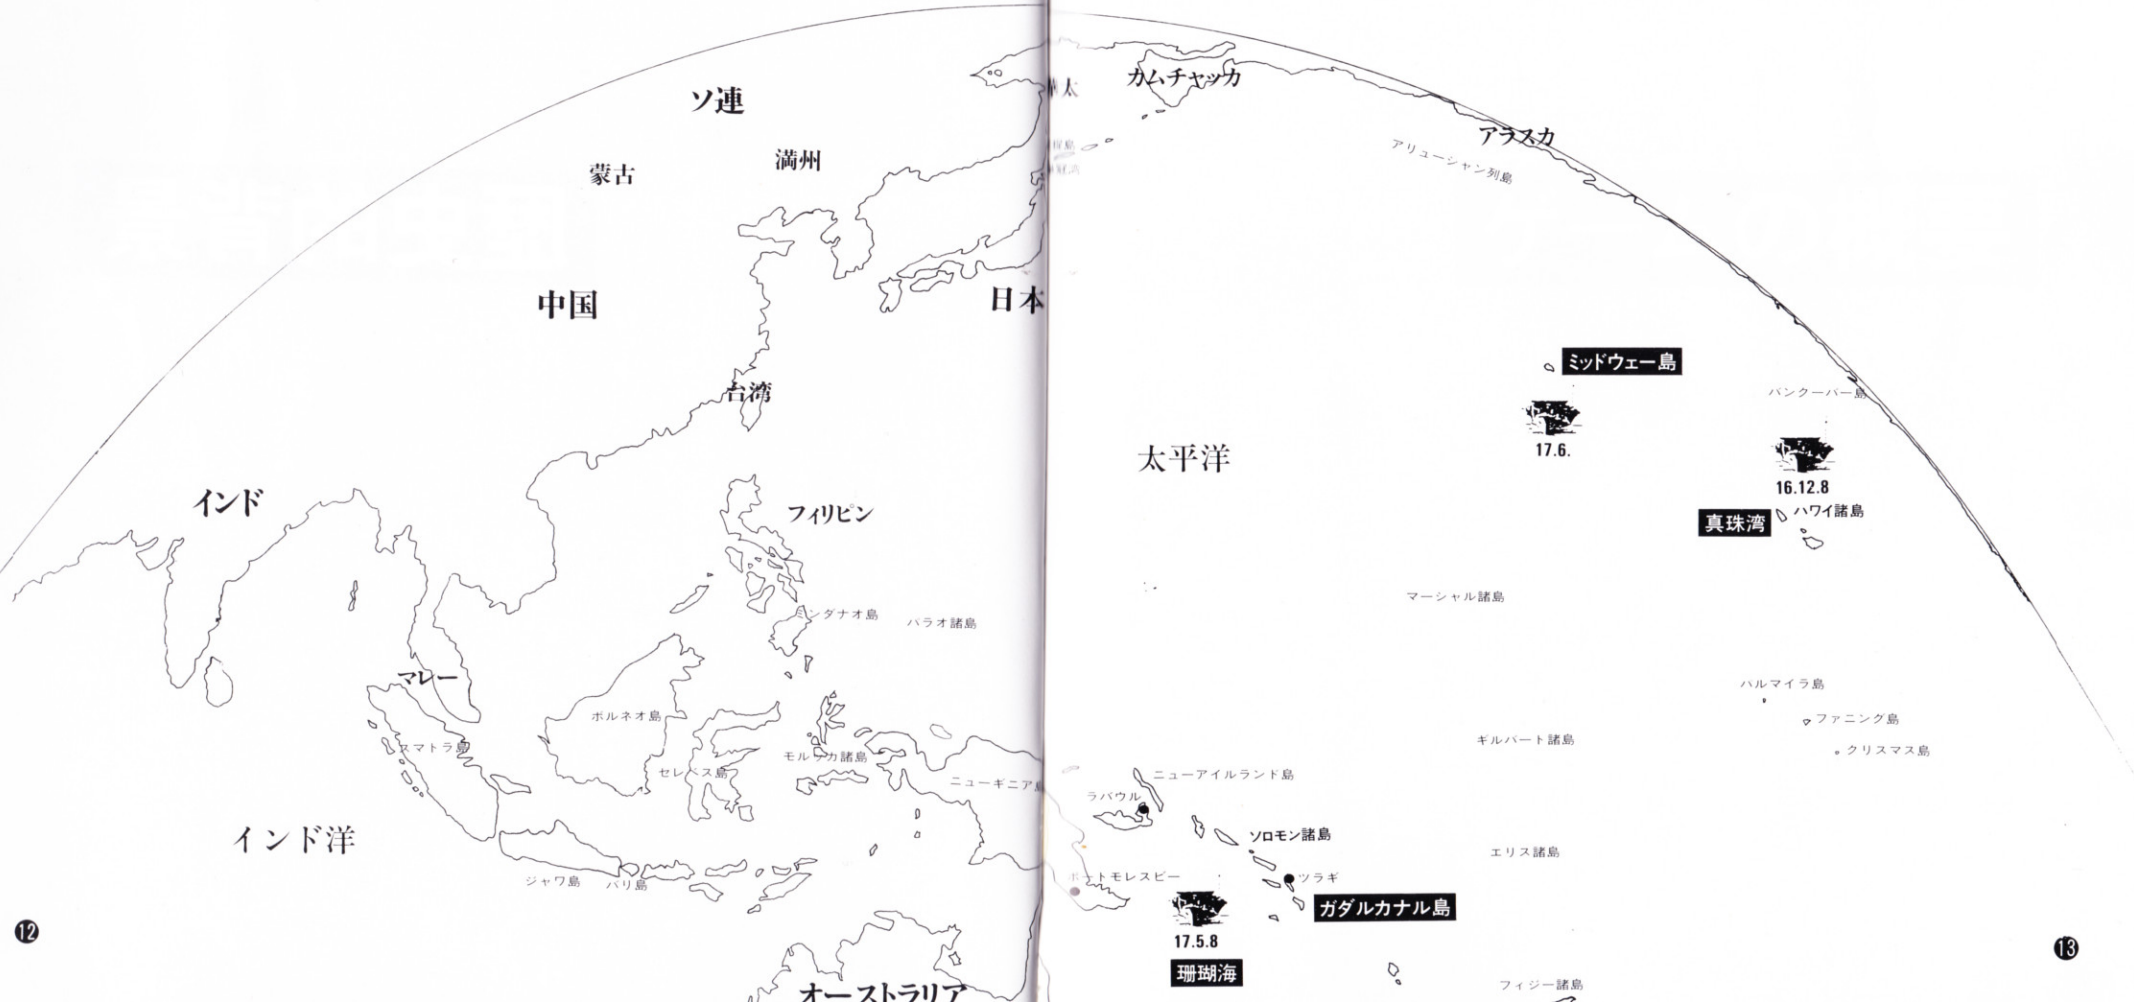 ソ連
カムチャッカ
太
アラスカ
満州
蒙古
アリューシャン列島
中国
日本
ミッドウェー島
台湾
バンクーバー島
17.6.
太平洋
16.12.8
インド
フィリピン
ハワイ諸島
真珠湾
マーシャル諸島
ミンダナオ島
パラオ諸島
マレー
パルマイラ島
ボルネオ島
ファニング島
スマトラ島
モルッカ諸島
ギルバート諸島
クリスマス島
セレベス島
ニューギニア島
ニューアイルランド島
ラバウル
インド洋
ソロモン諸島
エリス諸島
ジャワ島
バリ島
ポートモレスビー
ツラギ
ガダルカナル島
12
17.5.8
13
珊瑚海
オーストラリア
フィジー諸島